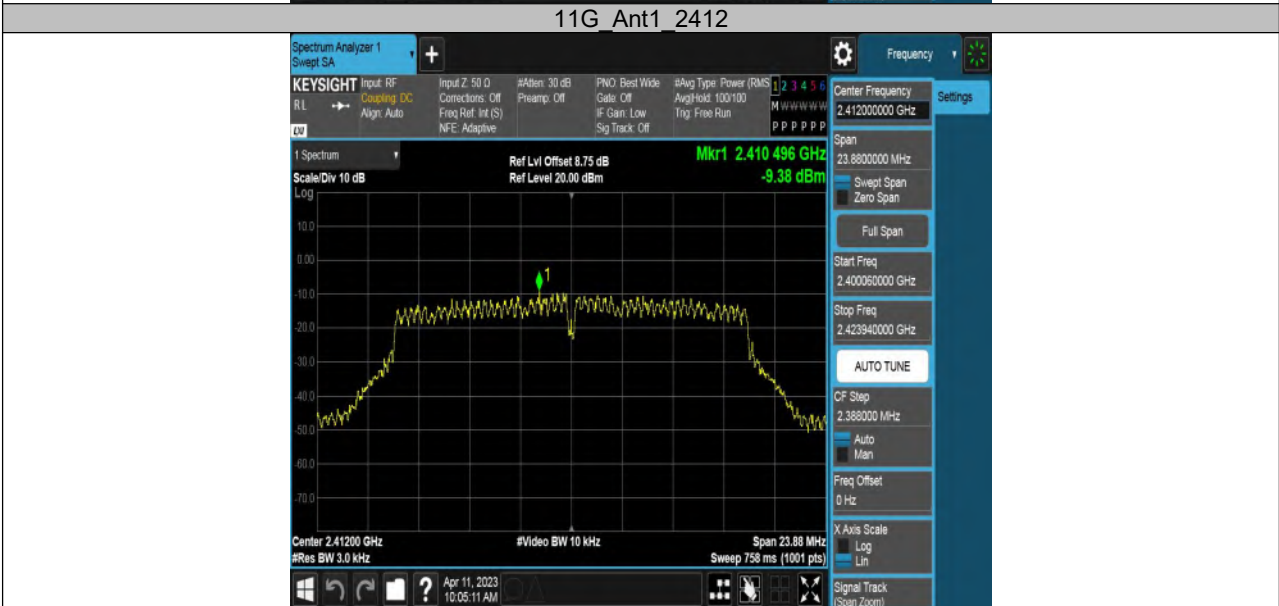 11G_Ant1_2412
Spectrum Analyzer 1
Swept SA
+
Frequency
KEYSIGHT
Input: RF
RL
Coupling: DC
Align: Auto
Input Z: 50 Ω
Corrections: Off
Freq Ref: Int (S)
NFE: Adaptive
#Atten: 30 dB
Preamp: Off
PNO: Best Wide
Gate: Off
IF Gain: Low
Sig Track: Off
#Avg Type: Power (RMS
Avg|Hold: 100/100
Trig: Free Run
1 2 3 4 5 6
M W W W W W
P P P P P P
Center Frequency
2.412000000 GHz
Settings
1 Spectrum
Ref Lvl Offset 8.75 dB
Mkr1 2.410 496 GHz
Scale/Div 10 dB
Ref Level 20.00 dBm
-9.38 dBm
Span
23.8800000 MHz
Swept Span
Zero Span
Full Span
Start Freq
2.400060000 GHz
Stop Freq
2.423940000 GHz
AUTO TUNE
CF Step
2.388000 MHz
Auto
Man
Freq Offset
0 Hz
X Axis Scale
Log
Lin
Signal Track
(Span Zoom)
Log
10.0
0.00
-10.0
-20.0
-30.0
-40.0
-50.0
-60.0
-70.0
1
Center 2.41200 GHz
#Video BW 10 kHz
Span 23.88 MHz
#Res BW 3.0 kHz
Sweep 758 ms (1001 pts)
?
Apr 11, 2023
10:05:11 AM